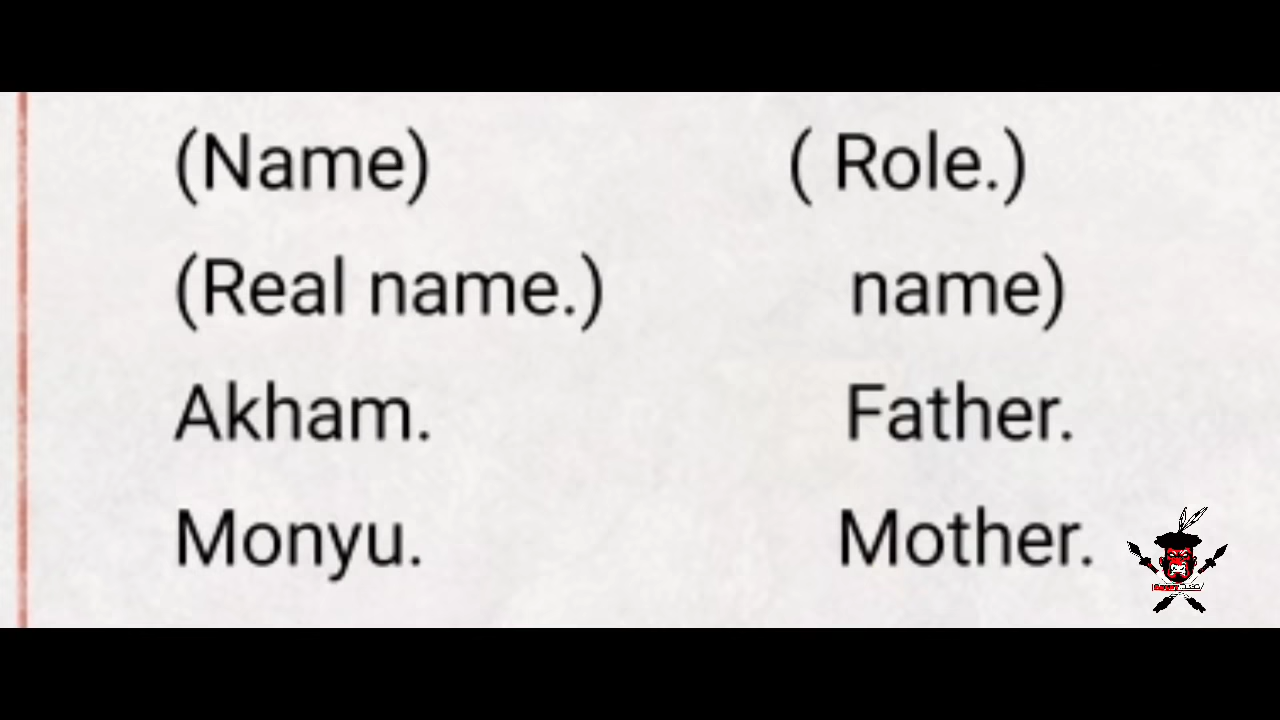 (Name) ( Role.)
(Real name.) name)
Akham. Father.
Monyu. Mother.